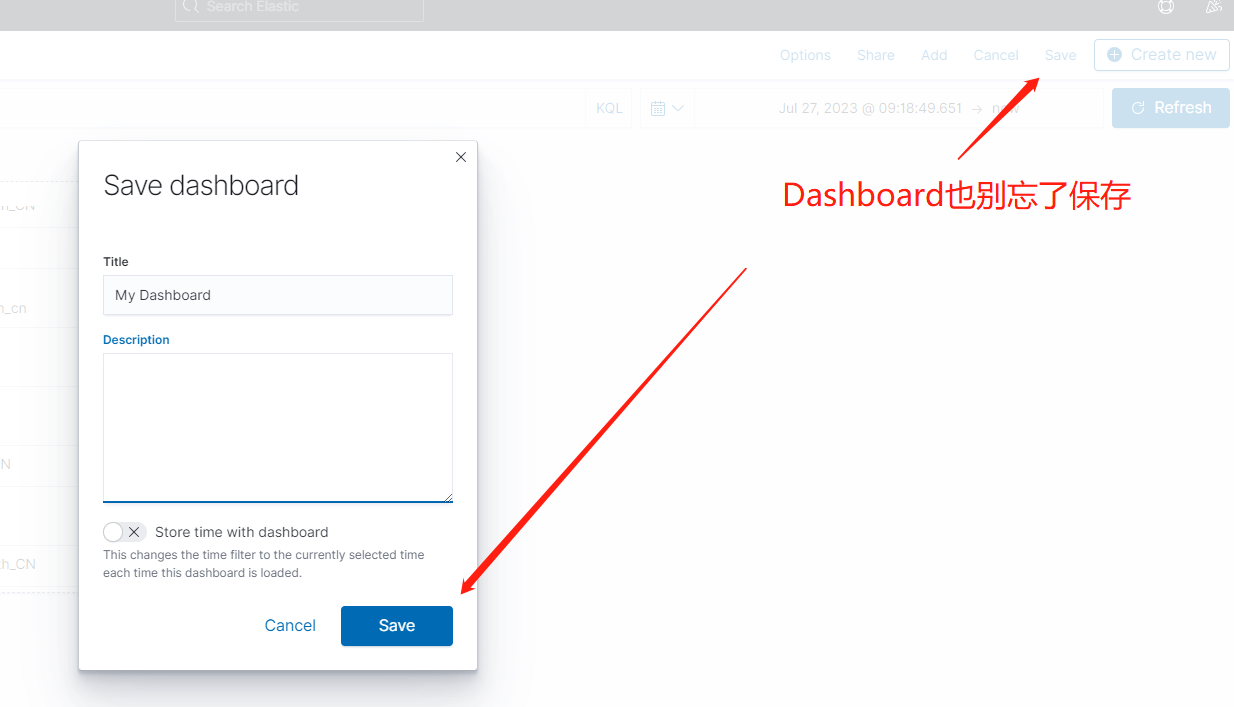 Search Elastic
Options Share Add Cancel Save Create new
KQL Jul 27, 2023 @ 09:18:49.651 → now Refresh
Dashboard也别忘了保存
Save dashboard
Title
My Dashboard
Description
_cn
N
Store time with dashboard
This changes the time filter to the currently selected time
each time this dashboard is loaded.
h_CN
Cancel Save